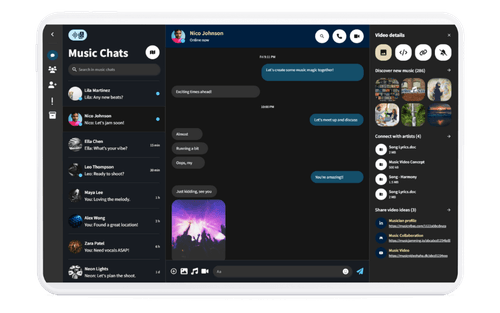 Music Chats
Search in music chats
Lila Martinez
Lila: Any new beats?
Nico Johnson
Nico: Let's jam soon!
Ella Chen
Ella: What's your vibe?
15 min
Leo Thompson
Leo: Ready to shoot?
30 min
Maya Lee
You: Loving the melody.
1 h
Alex Wong
You: Found a great location!
Zara Patel
You: Need vocals ASAP!
Neon Lights
Neon: Let's plan the shoot.
Nico Johnson
Online now
Let's create some music magic together!
Exciting times ahead!
Let's meet up and discuss
Almost
Running a bit
Oops, my
You're amazing!!
Just kidding, see you
Aa
Video details
Discover new music (286)
Connect with artists (4)
Song Lyrics.doc
Music Video Concept
Song - Harmony
Song Lyrics.doc
Share video ideas (3)
Musician profile
Music Collaboration
Music Video